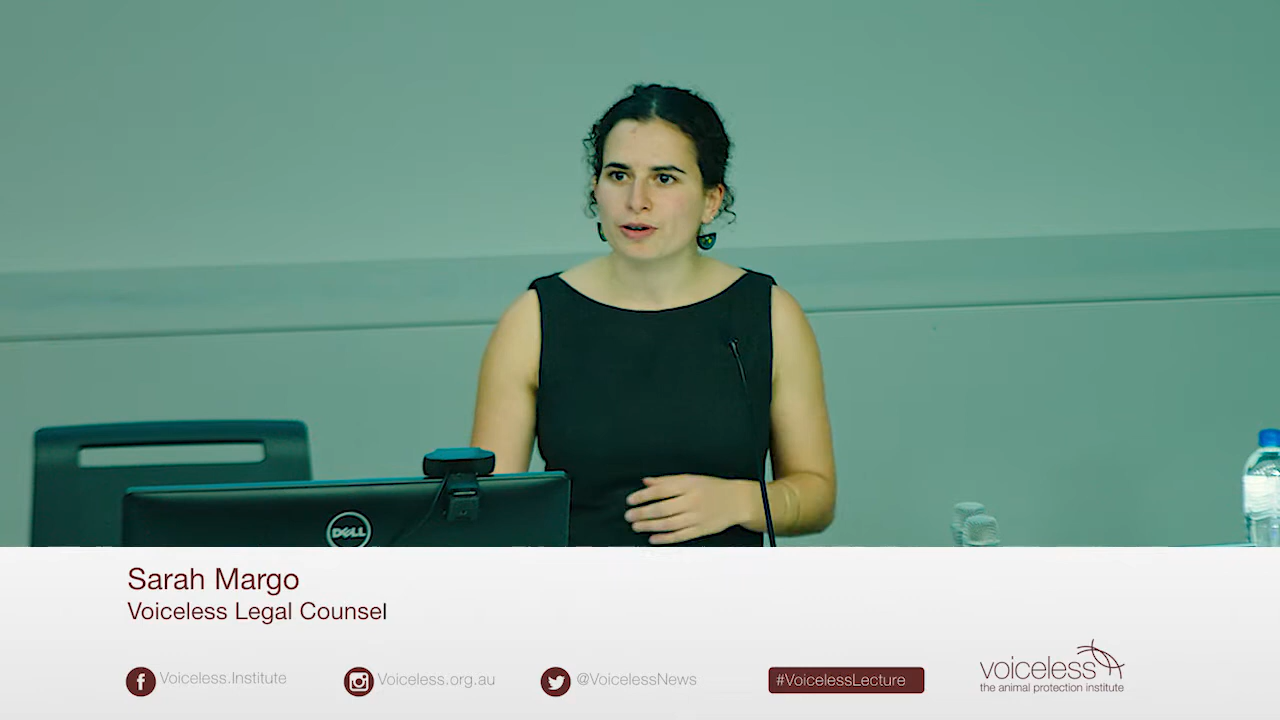 DELL
Sarah Margo
Voiceless Legal Counsel
Voiceless.Institute
Voiceless.org.au
@VoicelessNews
#VoicelessLecture
voiceless
the animal protection institute